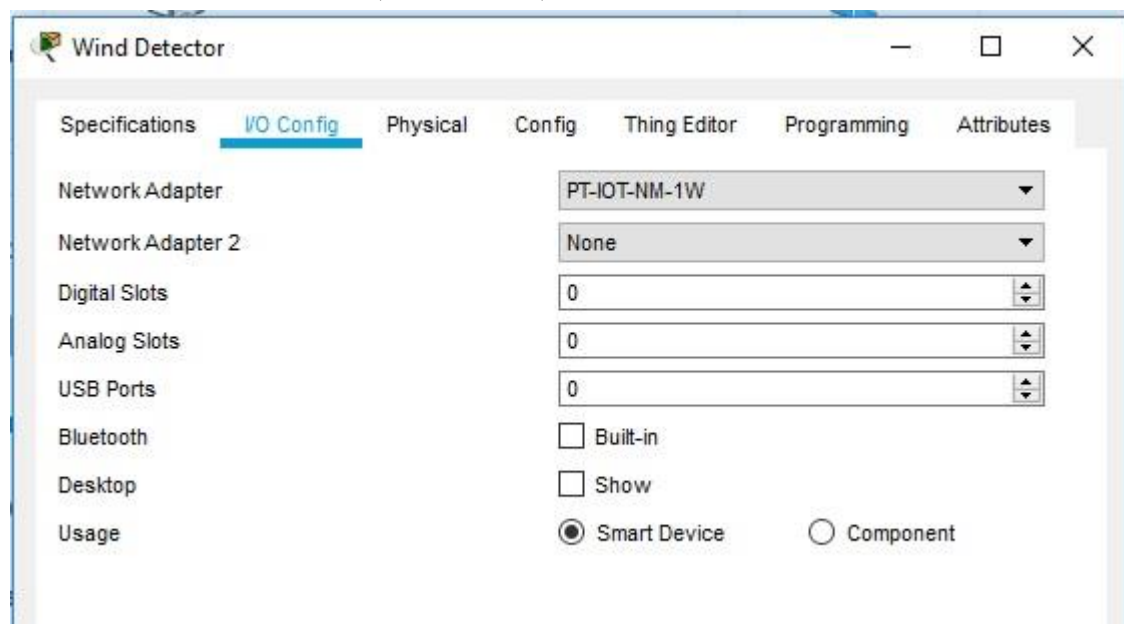 Wind Detector
Specifications I/O Config Physical Config Thing Editor Programming Attributes
Network Adapter PT-IOT-NM-1W
Network Adapter 2 None
Digital Slots 0
Analog Slots 0
USB Ports 0
Bluetooth Built-in
Desktop Show
Usage Smart Device Component